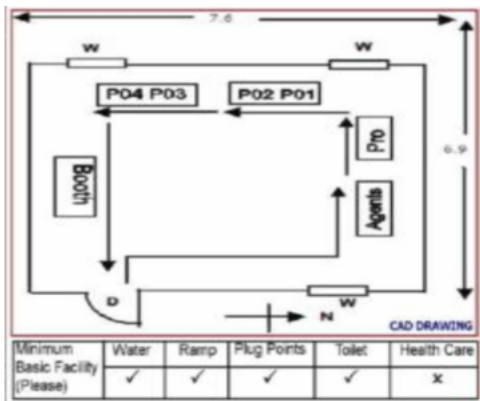 7.6
W W
P04 P03 P02 P01
Pro
6.9
Booth
Agents
D
W
N
CAD DRAWING
Minimum Basic Facility (Please) Water Ramp Plug Points Toilet Health Care
✓ ✓ ✓ ✓ x